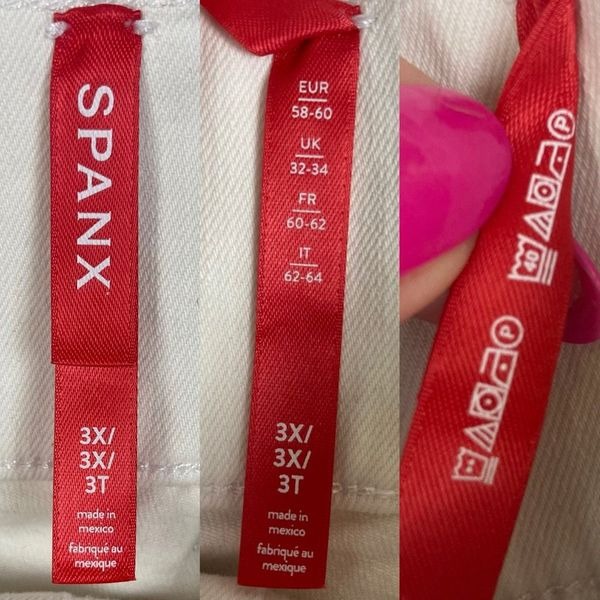 SPANX
3X/
3X/
3T
made in
mexico
fabriqué au
mexique
EUR
58-60
UK
32-34
FR
60-62
IT
62-64
3X/
3X/
3T
made in
mexico
fabriqué au
mexique
40 P
P